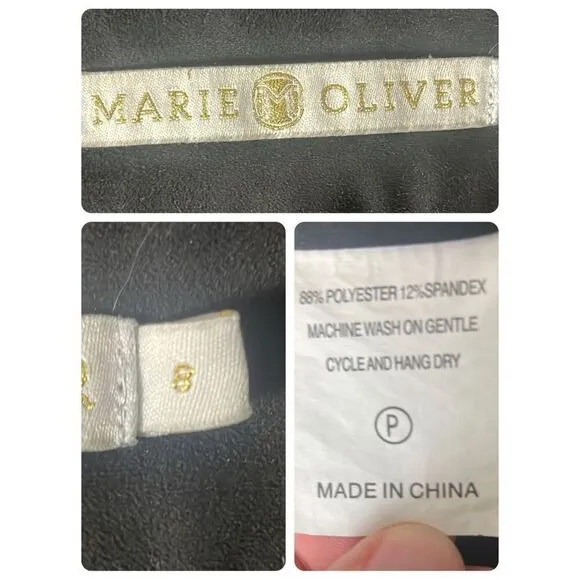 MARIE M OLIVER
8
88% POLYESTER 12%SPANDEX
MACHINE WASH ON GENTLE
CYCLE AND HANG DRY
P
MADE IN CHINA